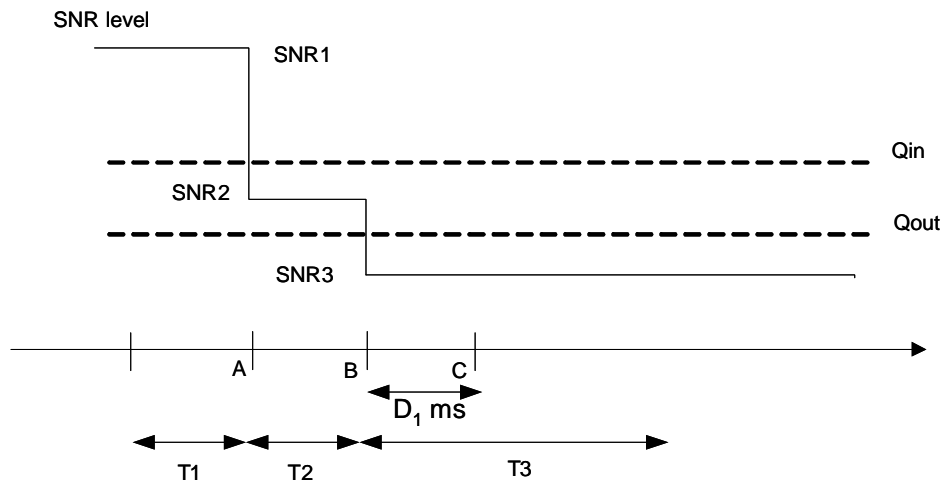 SNR level
SNR1
Qin
SNR2
Qout
SNR3
A
B
C
D₁ ms
T1
T2
T3